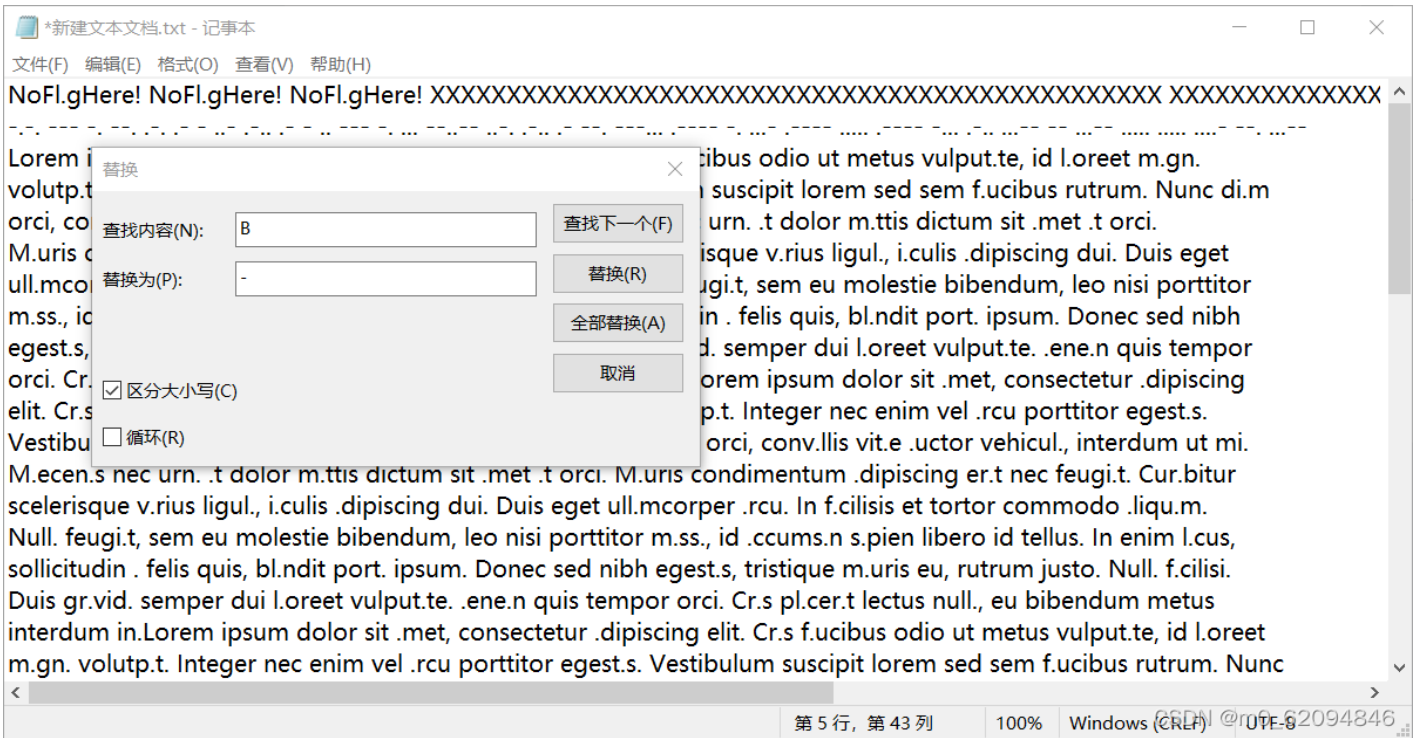 *新建文本文档.txt - 记事本
文件(F) 编辑(E) 格式(O) 查看(V) 帮助(H)
NoFl.gHere! NoFl.gHere! NoFl.gHere! XXXXXXXXXXXXXXXXXXXXXXXXXXXXXXXXXXXXXXXXXXXXXXXX XXXXXXXXXXXXXX
-.-. --- -. --. .-. .- - ..- .-.. .- - .. --- -. ... --..-- ..-. .-.. .- --. ---... .---- -. ...- .---- ..... .---- -... .-.. ...-- -- ...-- ..... ..... ....- --. ...--
Lorem i cibus odio ut metus vulput.te, id l.oreet m.gn.
volutp.t suscipit lorem sed sem f.ucibus rutrum. Nunc di.m
orci, co urn. .t dolor m.ttis dictum sit .met .t orci.
M.uris isque v.rius ligul., i.culis .dipiscing dui. Duis eget
ull.mco ugi.t, sem eu molestie bibendum, leo nisi porttitor
m.ss., id in . felis quis, bl.ndit port. ipsum. Donec sed nibh
egest.s, d. semper dui l.oreet vulput.te. .ene.n quis tempor
orci. Cr. orem ipsum dolor sit .met, consectetur .dipiscing
elit. Cr.s p.t. Integer nec enim vel .rcu porttitor egest.s.
Vestibu orci, conv.llis vit.e .uctor vehicul., interdum ut mi.
替换
查找内容(N): B
查找下一个(F)
替换为(P): -
替换(R)
全部替换(A)
取消
区分大小写(C)
循环(R)
M.ecen.s nec urn. .t dolor m.ttis dictum sit .met .t orci. M.uris condimentum .dipiscing er.t nec feugi.t. Cur.bitur
scelerisque v.rius ligul., i.culis .dipiscing dui. Duis eget ull.mcorper .rcu. In f.cilisis et tortor commodo .liqu.m.
Null. feugi.t, sem eu molestie bibendum, leo nisi porttitor m.ss., id .ccums.n s.pien libero id tellus. In enim l.cus,
sollicitudin . felis quis, bl.ndit port. ipsum. Donec sed nibh egest.s, tristique m.uris eu, rutrum justo. Null. f.cilisi.
Duis gr.vid. semper dui l.oreet vulput.te. .ene.n quis tempor orci. Cr.s pl.cer.t lectus null., eu bibendum metus
interdum in.Lorem ipsum dolor sit .met, consectetur .dipiscing elit. Cr.s f.ucibus odio ut metus vulput.te, id l.oreet
m.gn. volutp.t. Integer nec enim vel .rcu porttitor egest.s. Vestibulum suscipit lorem sed sem f.ucibus rutrum. Nunc
第 5 行，第 43 列 100% Windows (CRLF) UTF-8
CSDN @m0_62094846